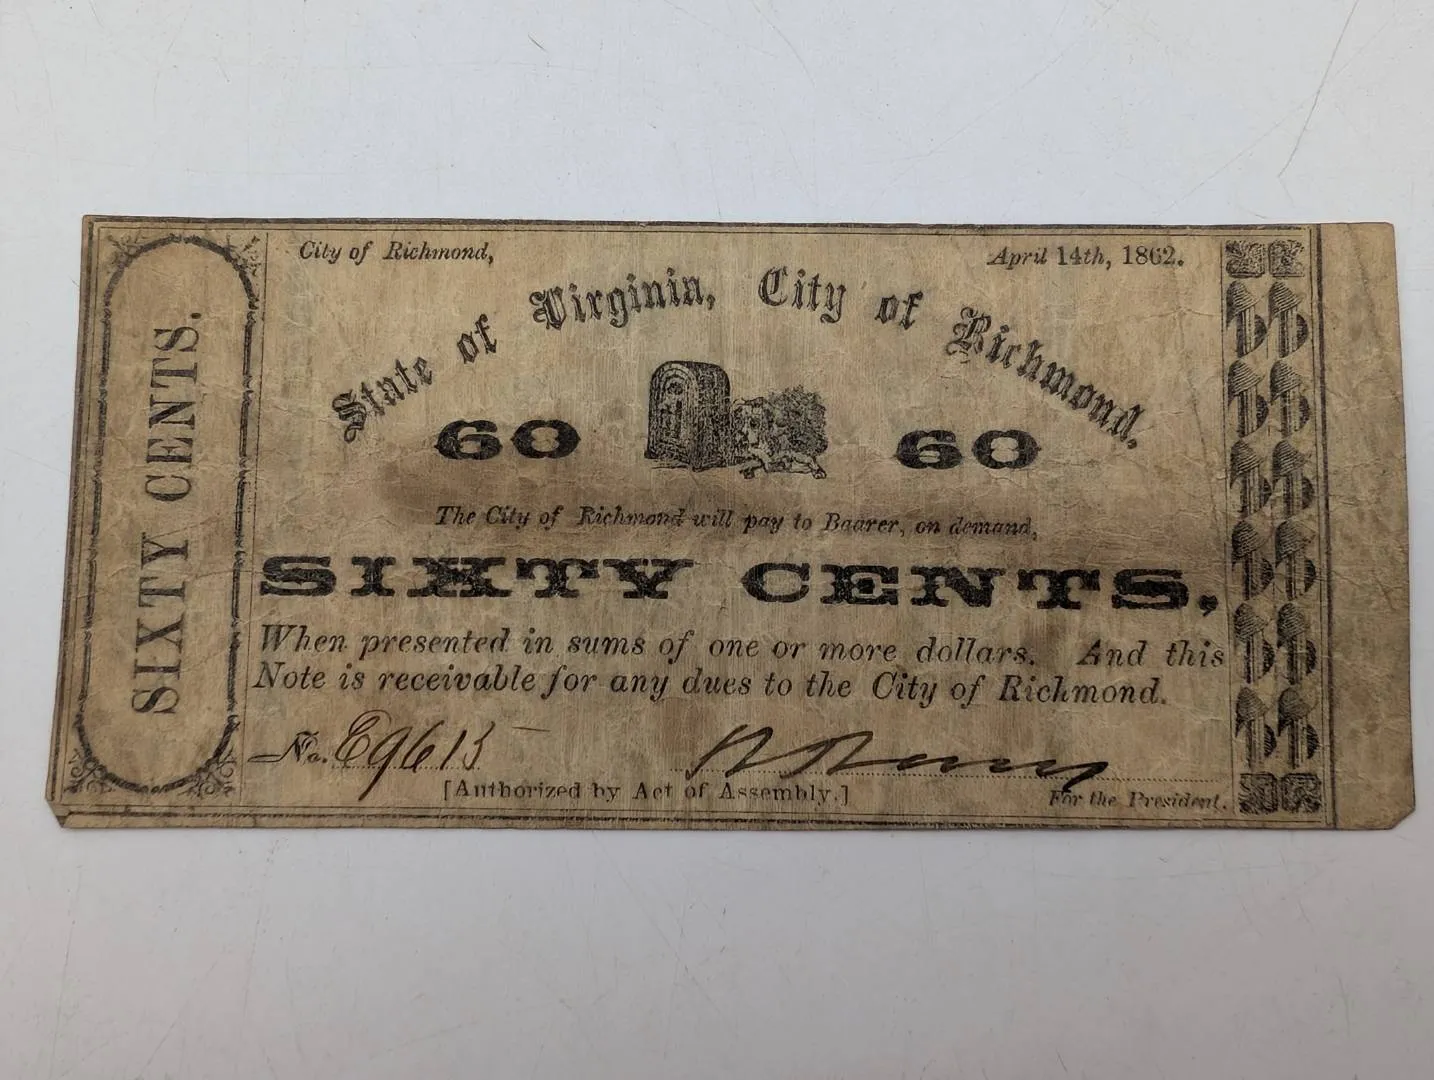 SIXTY CENTS.
City of Richmond, April 14th, 1862.
State of Virginia, City of Richmond.
60 60
The City of Richmond will pay to Baarer, on demand,
SIXTY CENTS,
When presented in sums of one or more dollars. And this
Note is receivable for any dues to the City of Richmond.
No. E9613
[Authorized by Act of Assembly.] For the President.